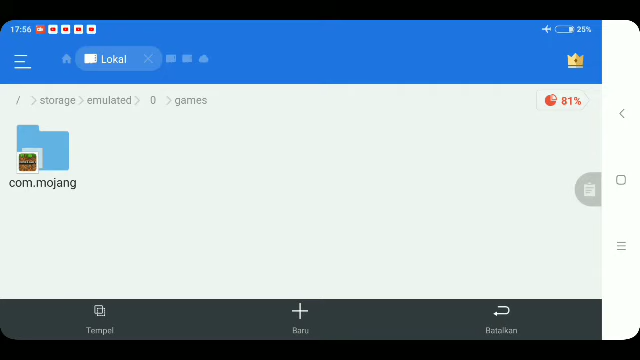 17:56
25%
Lokal
/ storage emulated 0 games
81%
com.mojang
Tempel
Baru
Batalkan